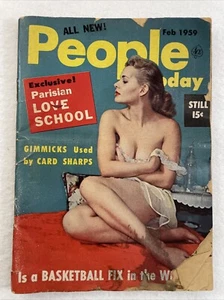 ALL NEW!
Feb 1959
People
oday
Exclusive!
Parisian
LOVE
SCHOOL
STILL
15¢
GIMMICKS Used
by CARD SHARPS
Is a BASKETBALL FIX in the W